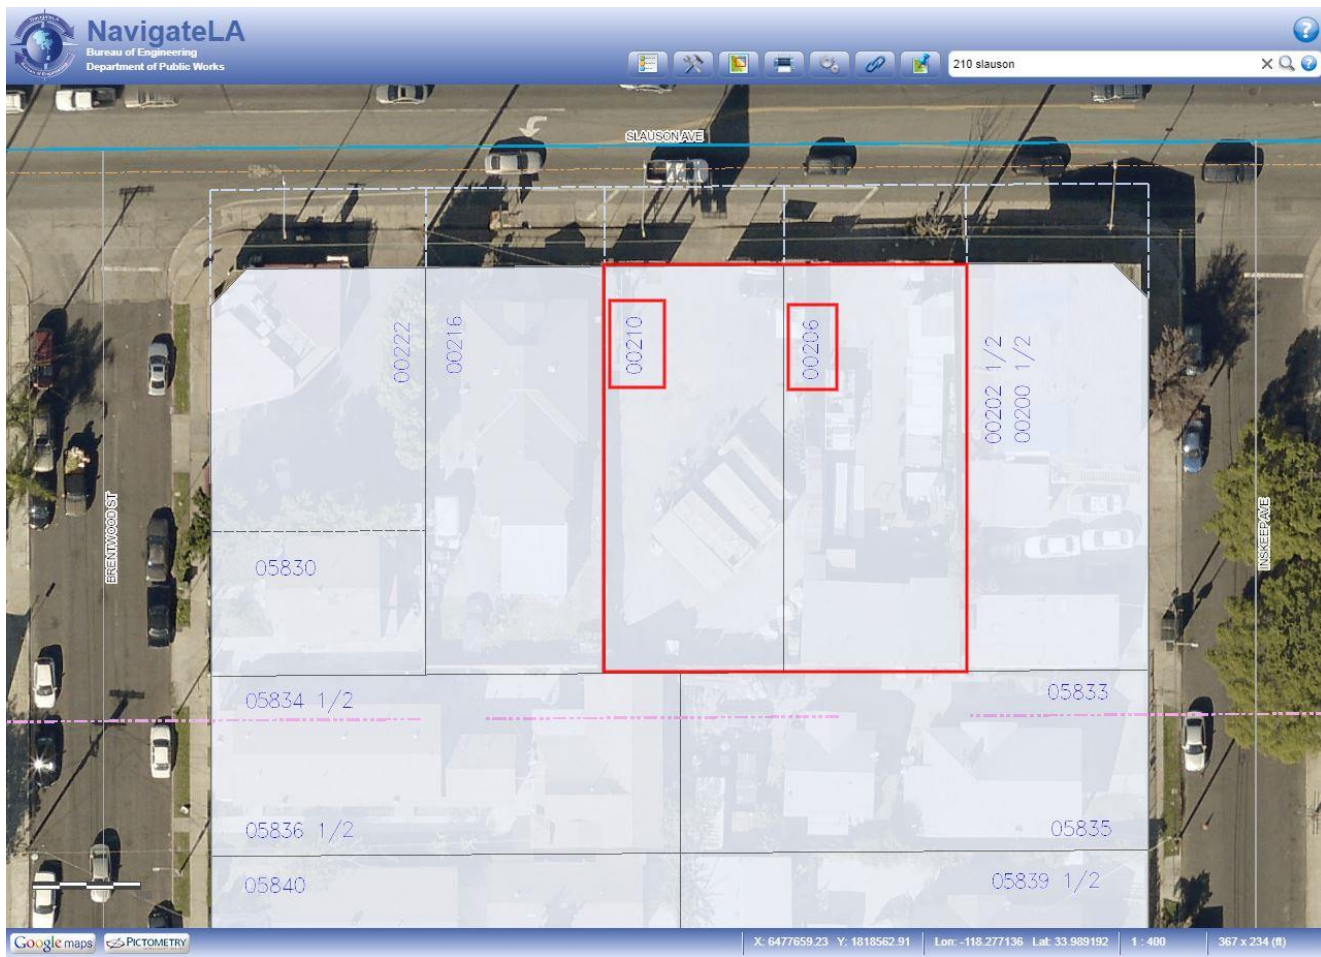 NavigateLA
Bureau of Engineering
Department of Public Works
210 slauson
SLAUSON AVE
00222
00216
00210
00206
00202 1/2
00200 1/2
BRENTWOOD ST
INSKEEP AVE
05830
05834 1/2
05833
05836 1/2
05835
05840
05839 1/2
Google maps
PICTOMETRY
X: 6477659.23 Y: 1818562.91
Lon: -118.277136 Lat: 33.989192
1 : 400
367 x 234 (ft)